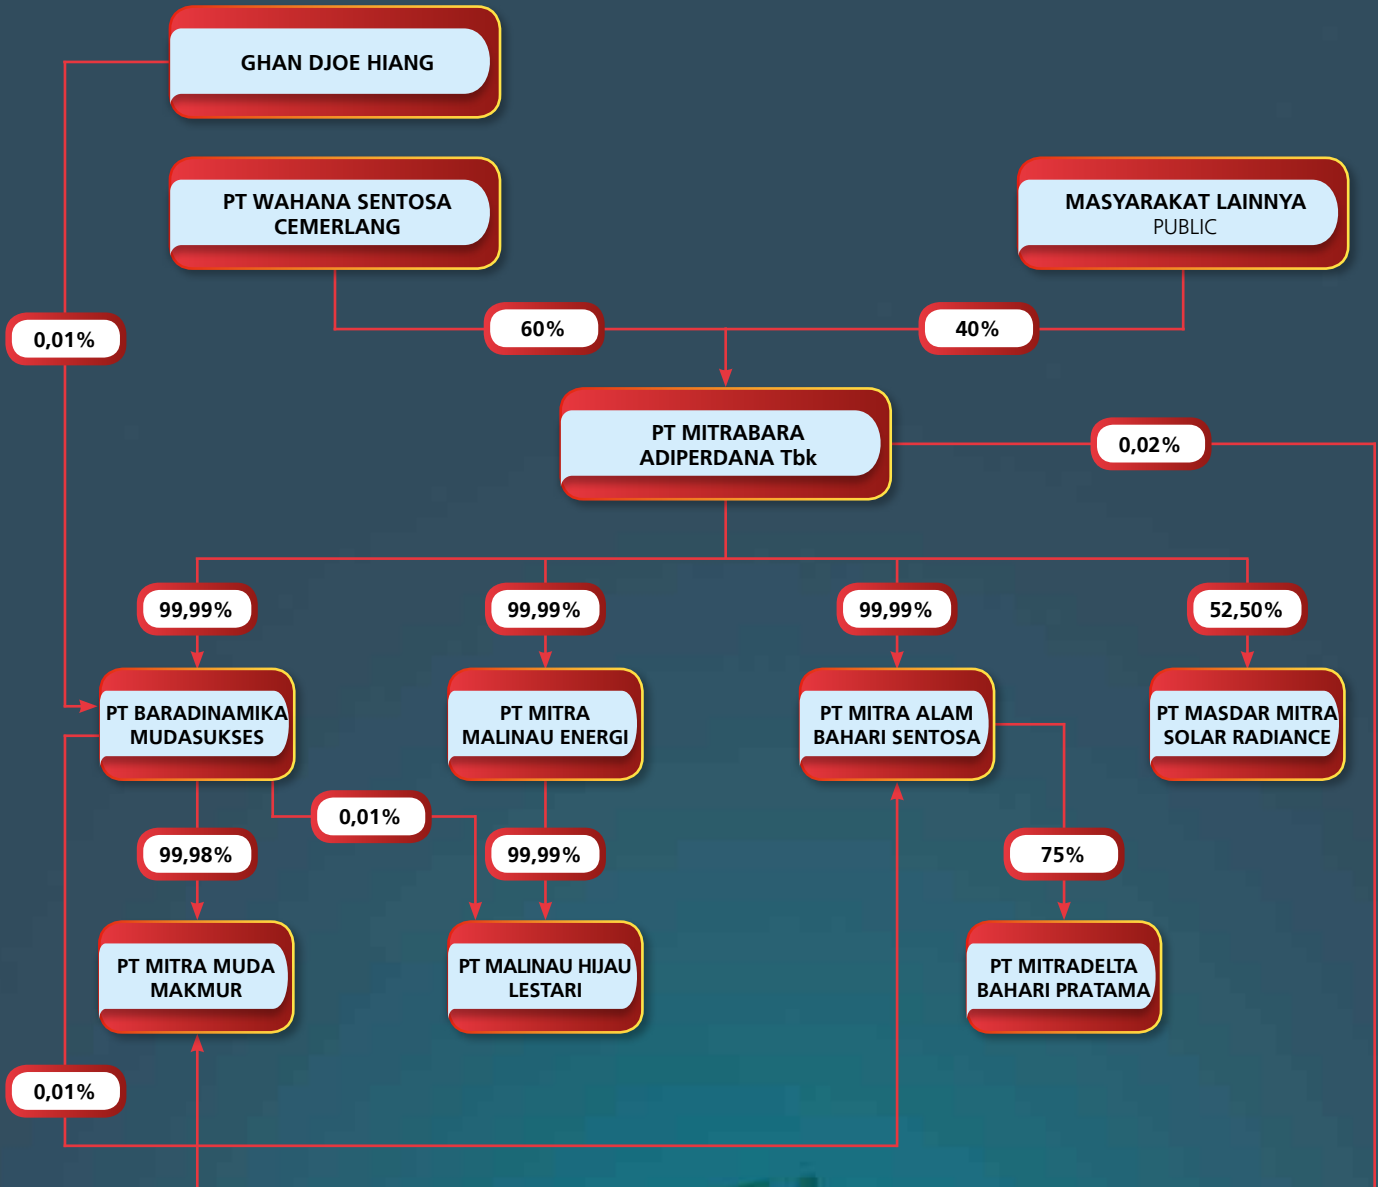 GHAN DJOE HIANG
PT WAHANA SENTOSA
CEMERLANG
MASYARAKAT LAINNYA
PUBLIC
0,01%
60%
40%
PT MITRABARA
ADIPERDANA Tbk
0,02%
99,99%
99,99%
99,99%
52,50%
PT BARADINAMIKA
MUDASUKSES
PT MITRA
MALINAU ENERGI
PT MITRA ALAM
BAHARI SENTOSA
PT MASDAR MITRA
SOLAR RADIANCE
0,01%
99,98%
99,99%
75%
PT MITRA MUDA
MAKMUR
PT MALINAU HIJAU
LESTARI
PT MITRADELTA
BAHARI PRATAMA
0,01%